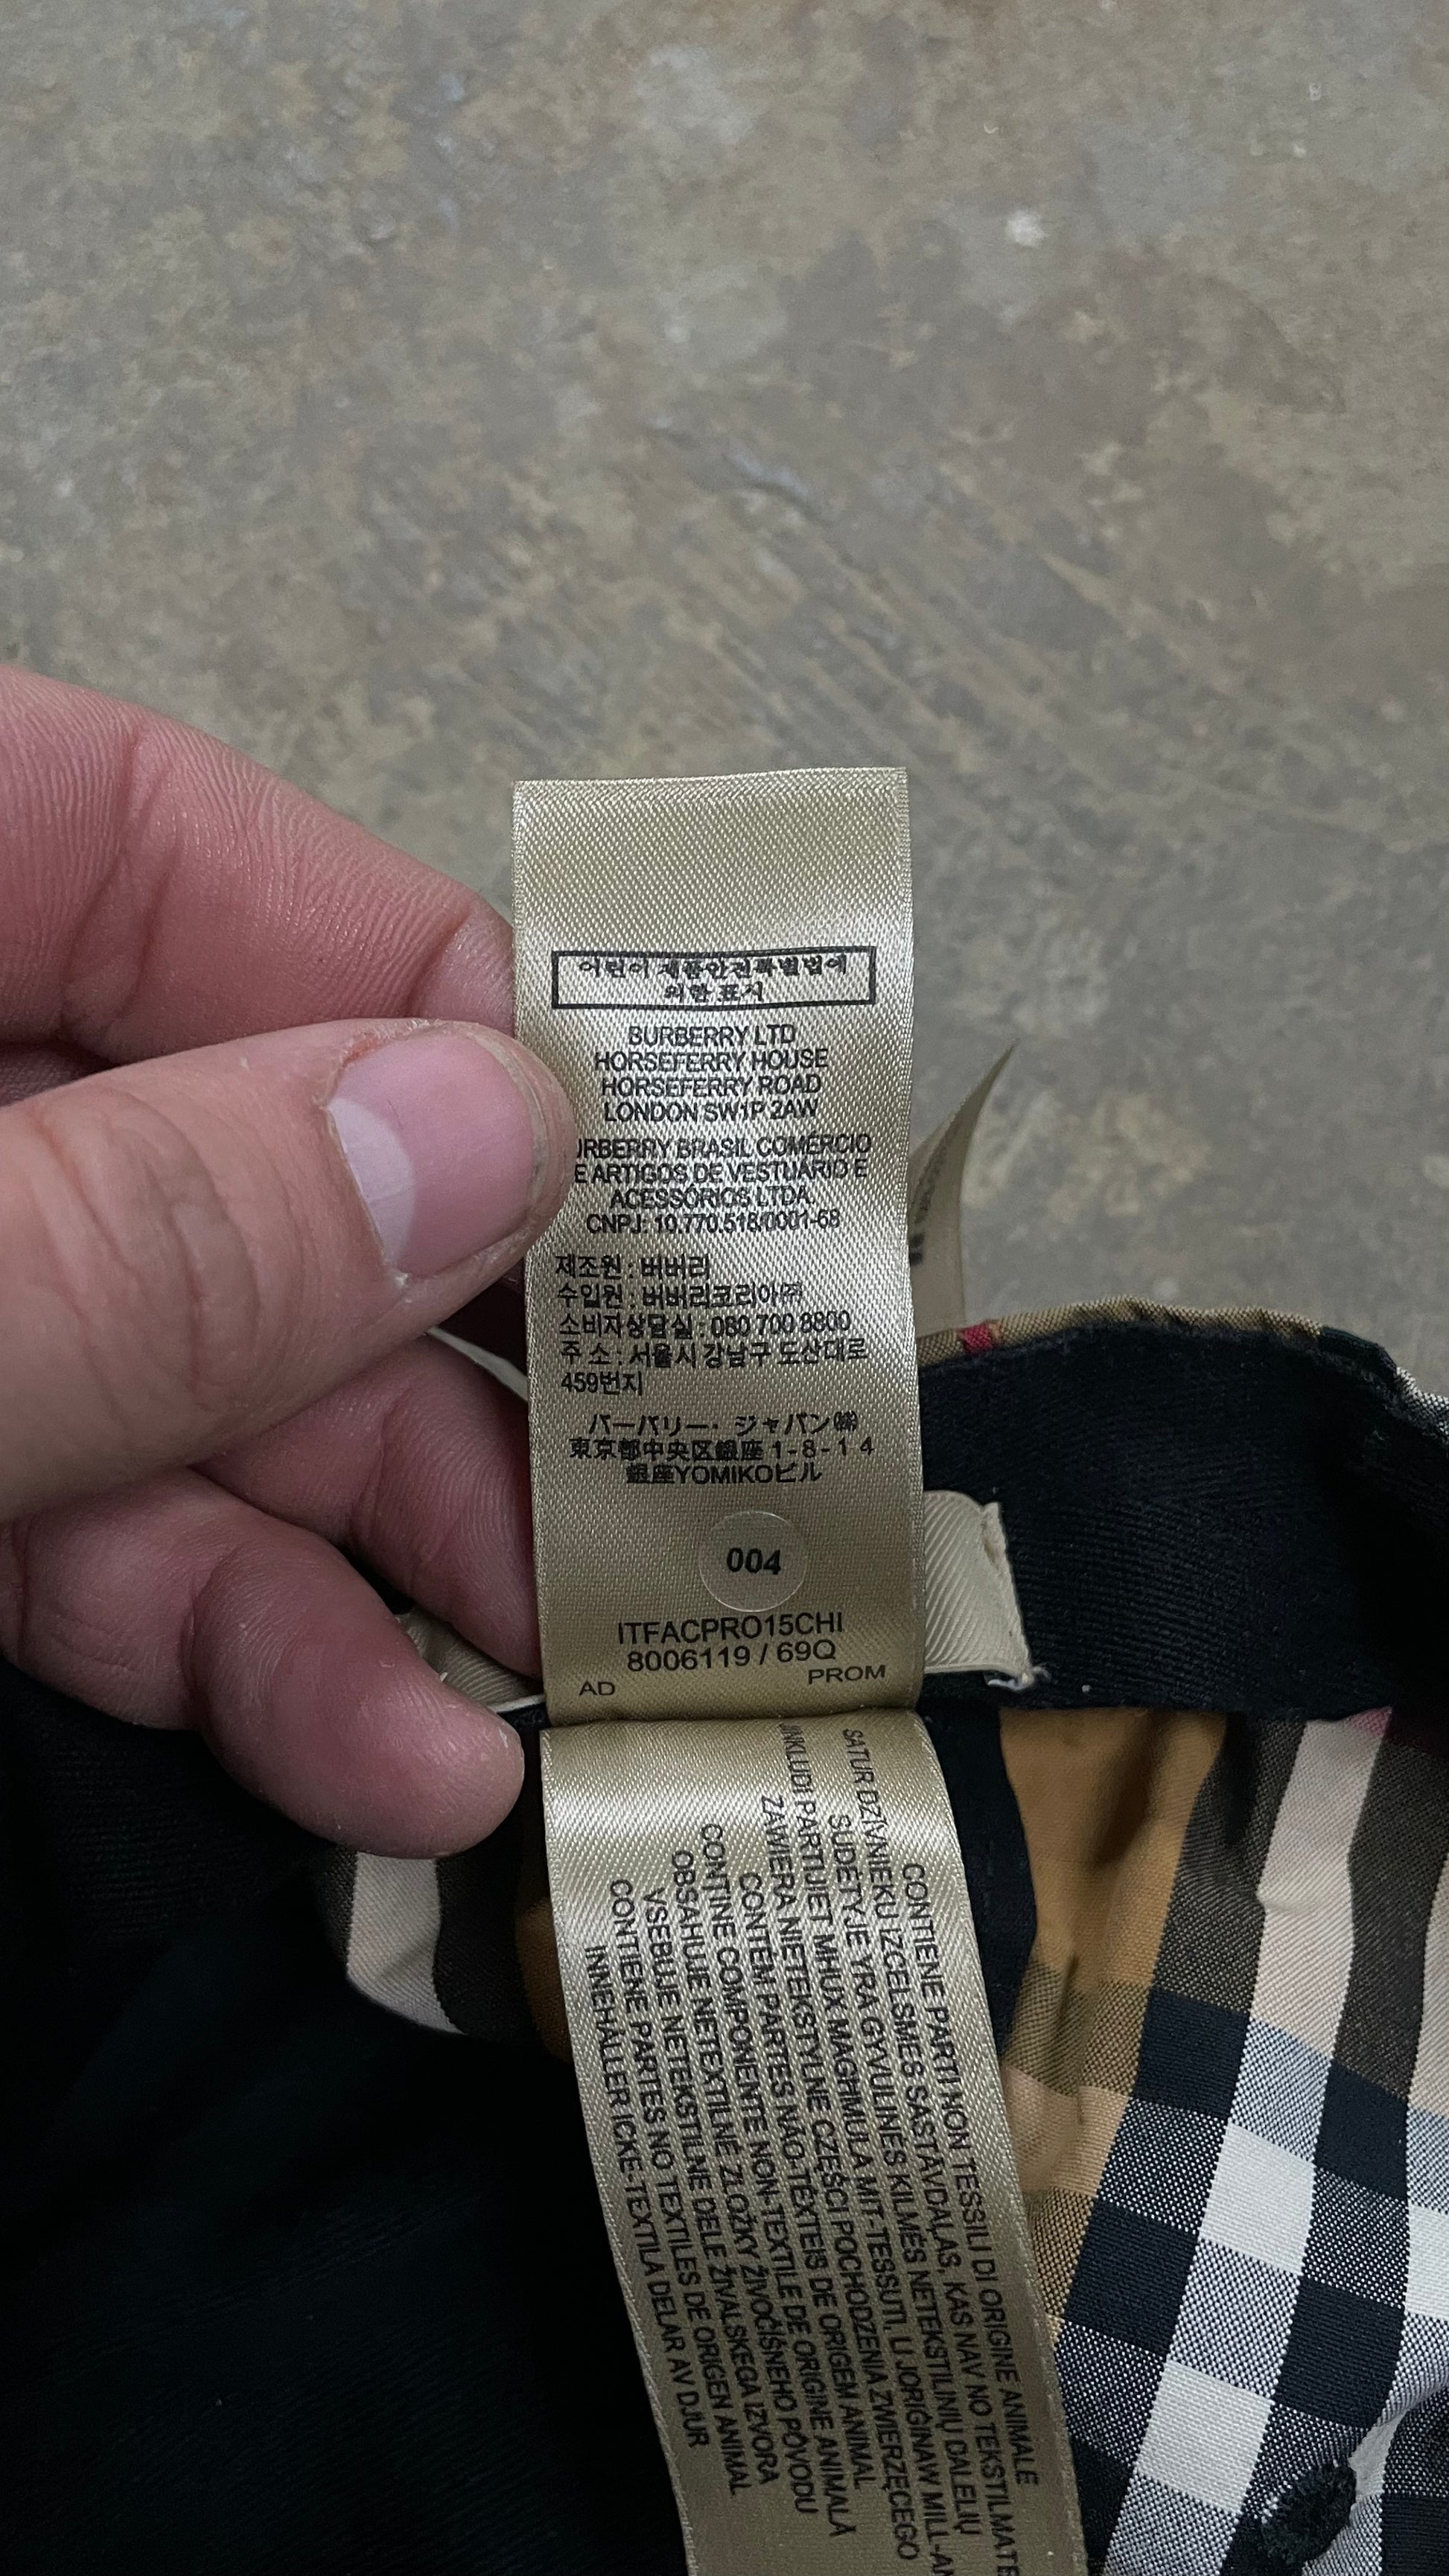 어린이제품안전특별법에
의한 표시
BURBERRY LTD
HORSEFERRY HOUSE
HORSEFERRY ROAD
LONDON SW1P 2AW
URBERRY BRASIL COMÉRCIO
E ARTIGOS DE VESTUÁRIO E
ACESSÓRIOS LTDA.
CNPJ: 10.770.518/0001-68
제조원 : 버버리
수입원 : 버버리코리아㈜
소비자상담실 : 080 700 8800
주 소 : 서울시 강남구 도산대로
459번지
バーバリー・ジャパン㈱
東京都中央区銀座 1-8-14
銀座YOMIKOビル
004
ITFACPRO15CHI
8006119 / 69Q
AD PROM
CONTIENE PARTI NON TESSILI DI ORIGINE ANIMALE
SATUR DZĪVNIEKU IZCELSMES SASTĀVDAĻAS, KAS NAV NO TEKSTILMATE
SUDĖTYJE YRA GYVULINĖS KILMĖS NETEKSTILINIŲ DALELIŲ
JINKLUDI PARTIJIET MHUX MAGĦMULA MIT-TESSUTI, LI JORIĠINAW MILL-AN
ZAWIERA NIETEKSTYLNE CZĘŚCI POCHODZENIA ZWIERZĘCEGO
CONTÉM PARTES NÃO-TÊXTEIS DE ORIGEM ANIMAL
CONTINE COMPONENTE NON-TEXTILE DE ORIGINE ANIMALĂ
OBSAHUJE NETEXTILNÉ ZLOŽKY ŽIVOČÍŠNEHO PÔVODU
VSEBUJE NETEKSTILNE DELE ŽIVALSKEGA IZVORA
CONTIENE PARTES NO TEXTILES DE ORIGEN ANIMAL
INNEHÅLLER ICKE-TEXTILA DELAR AV DJUR